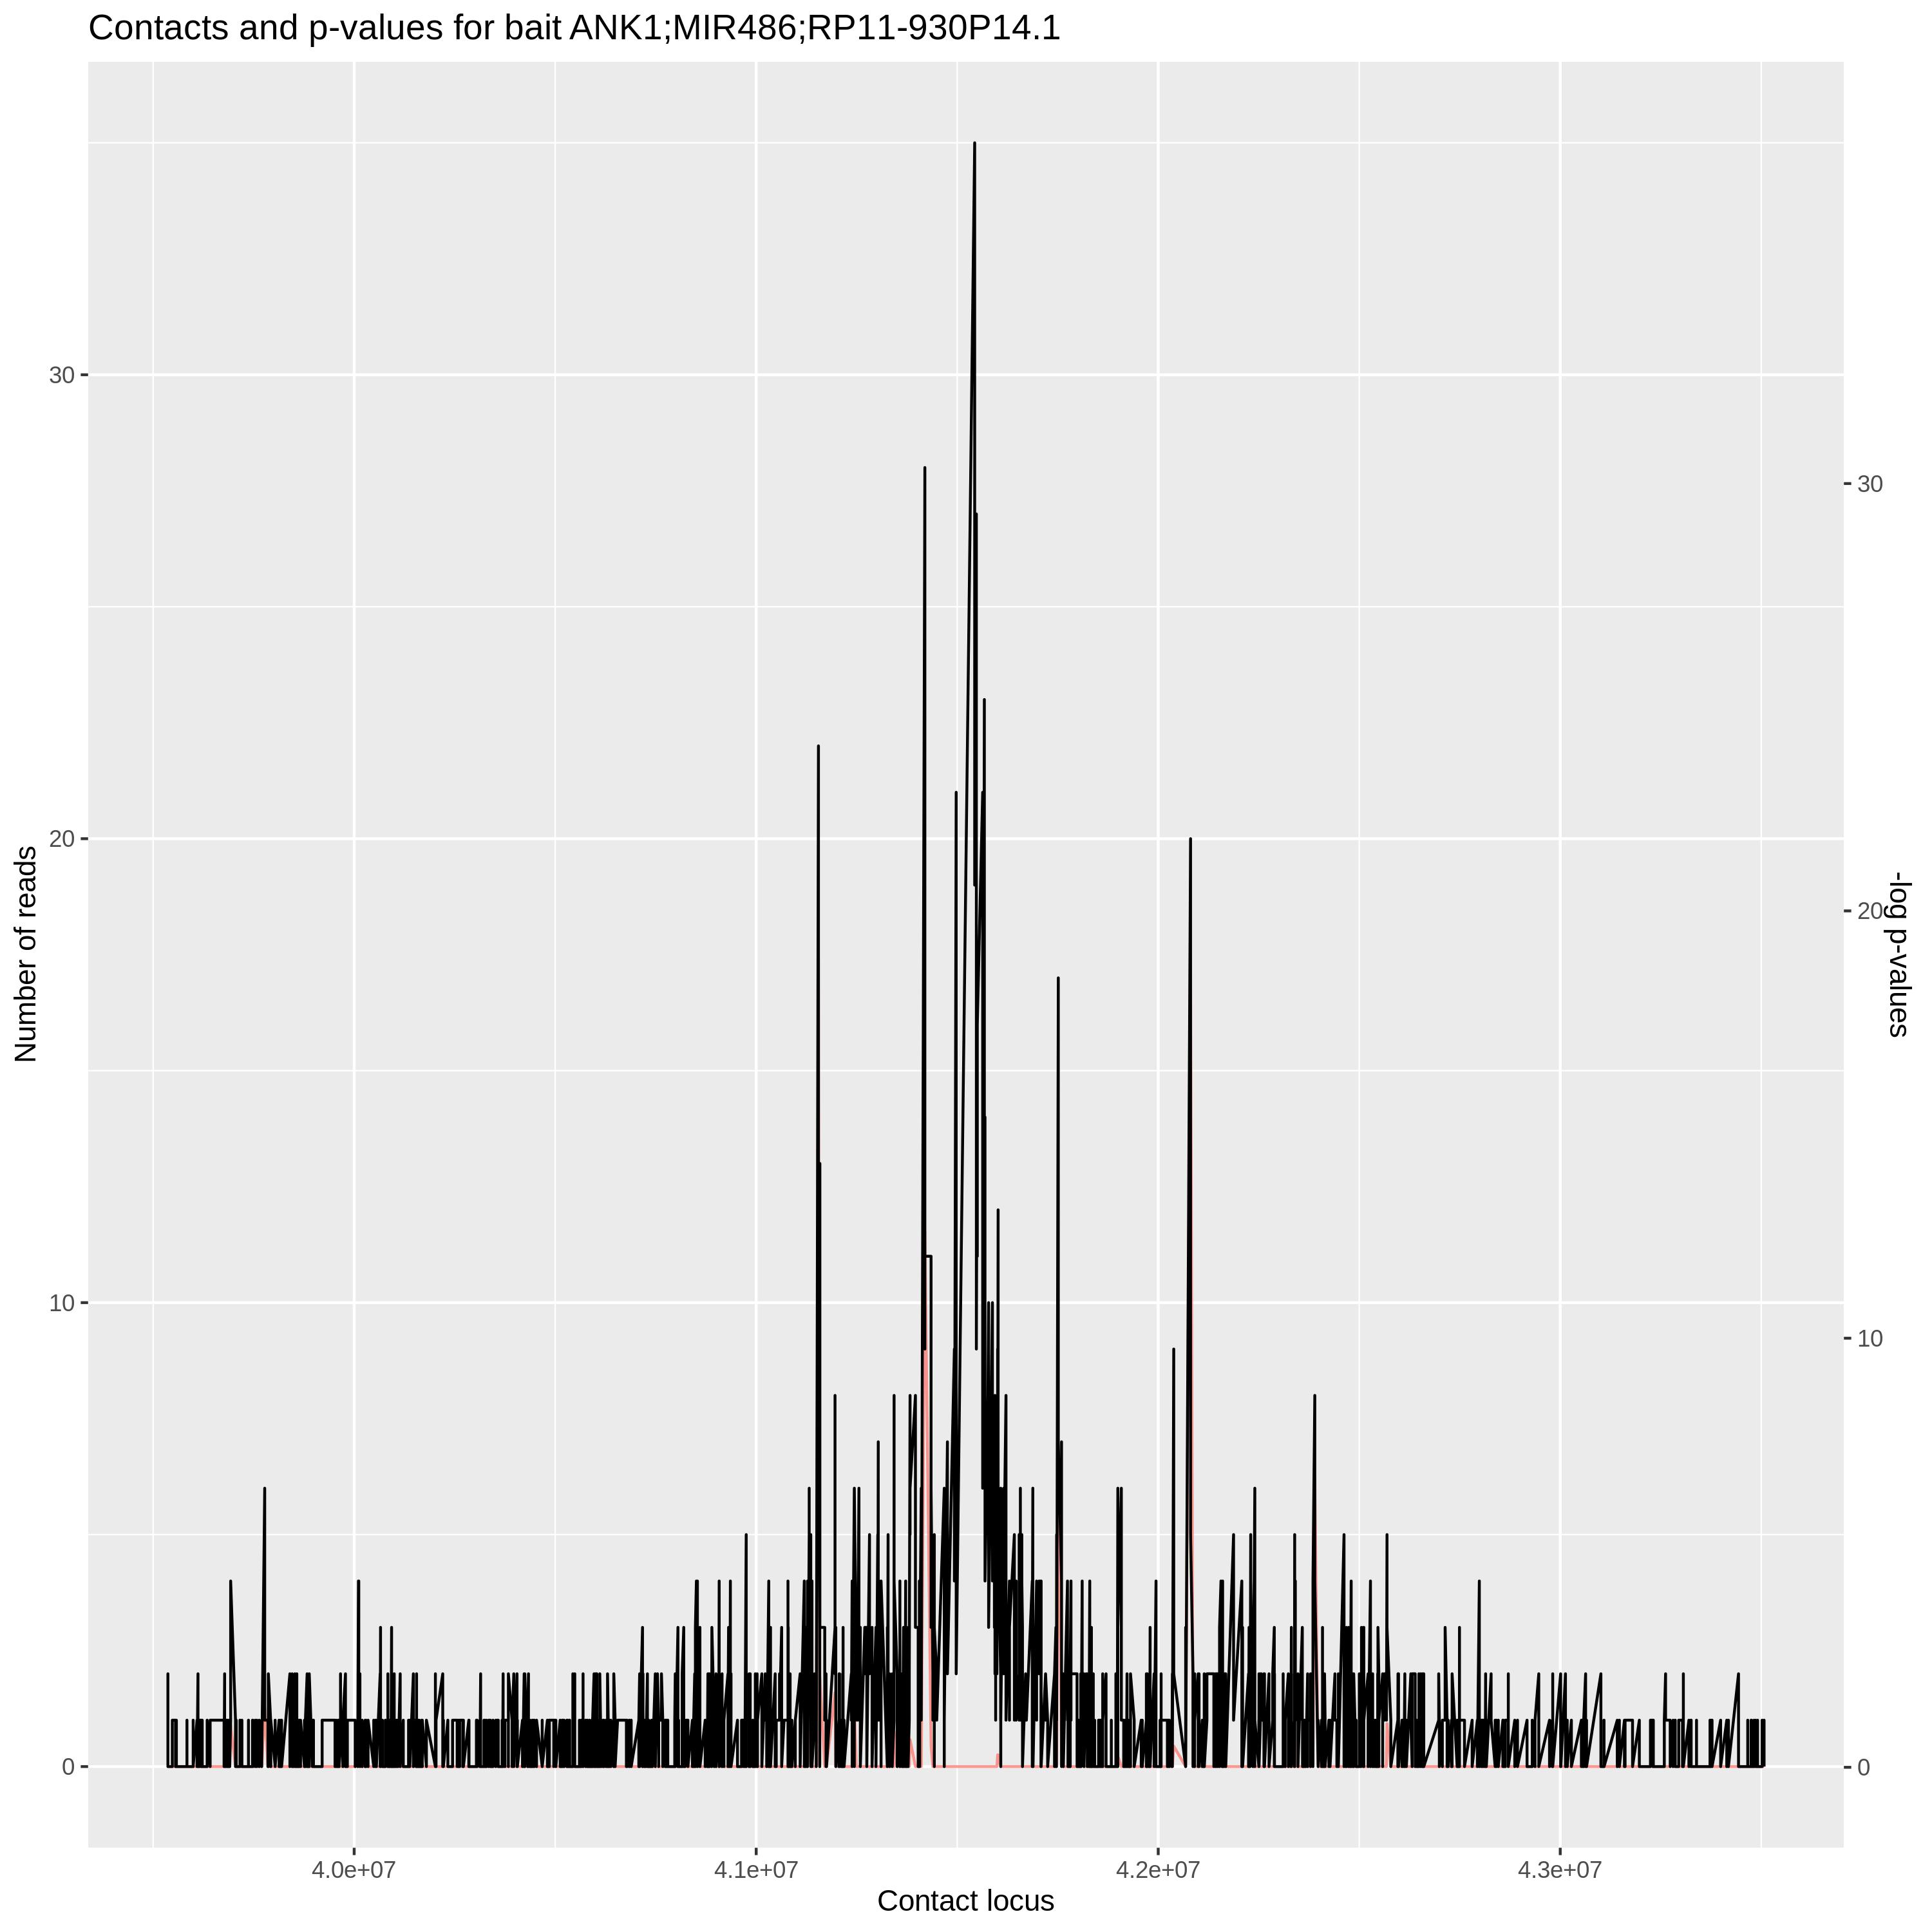 Contacts and p-values for bait ANK1;MIR486;RP11-930P14.1
Number of reads
30
20
10
0
30
20
10
0
-log p-values
4.0e+07 4.1e+07 4.2e+07 4.3e+07
Contact locus